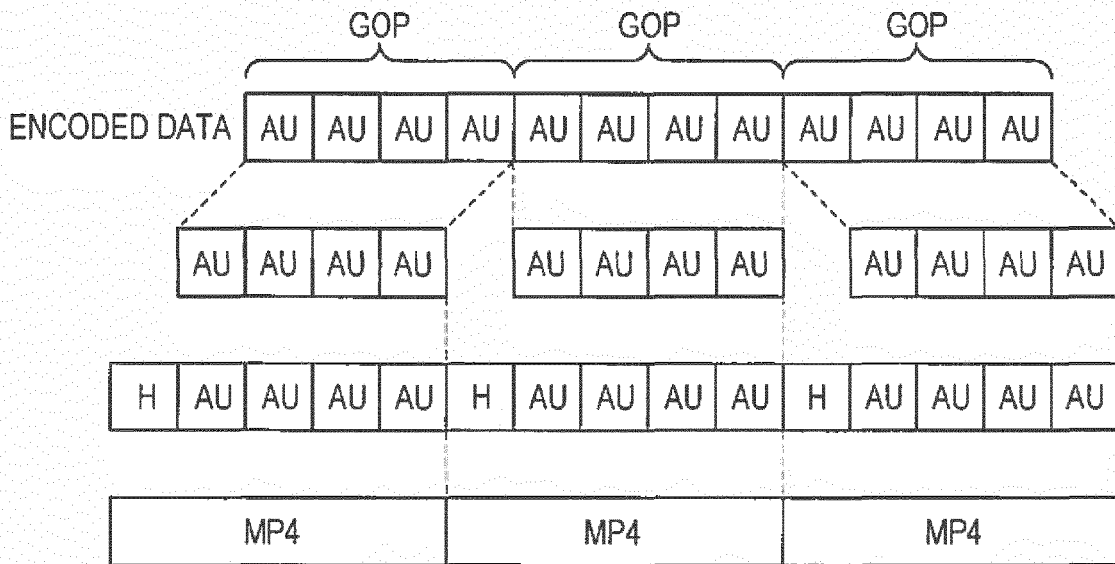 GOP GOP GOP
ENCODED DATA AU AU AU AU AU AU AU AU AU AU AU AU
AU AU AU AU AU AU AU AU AU AU AU AU
H AU AU AU AU H AU AU AU AU H AU AU AU AU
MP4 MP4 MP4